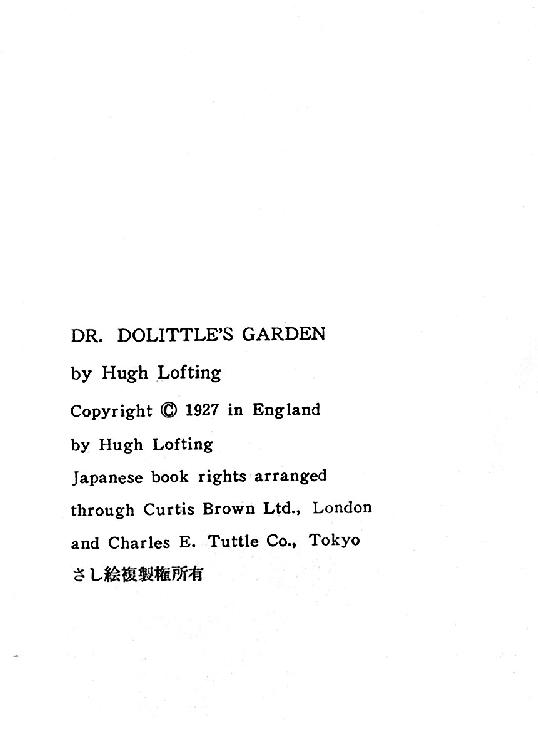 DR. DOLITTLE'S GARDEN
by Hugh Lofting
Copyright © 1927 in England
by Hugh Lofting
Japanese book rights arranged
through Curtis Brown Ltd., London
and Charles E. Tuttle Co., Tokyo
さし絵複製権所有